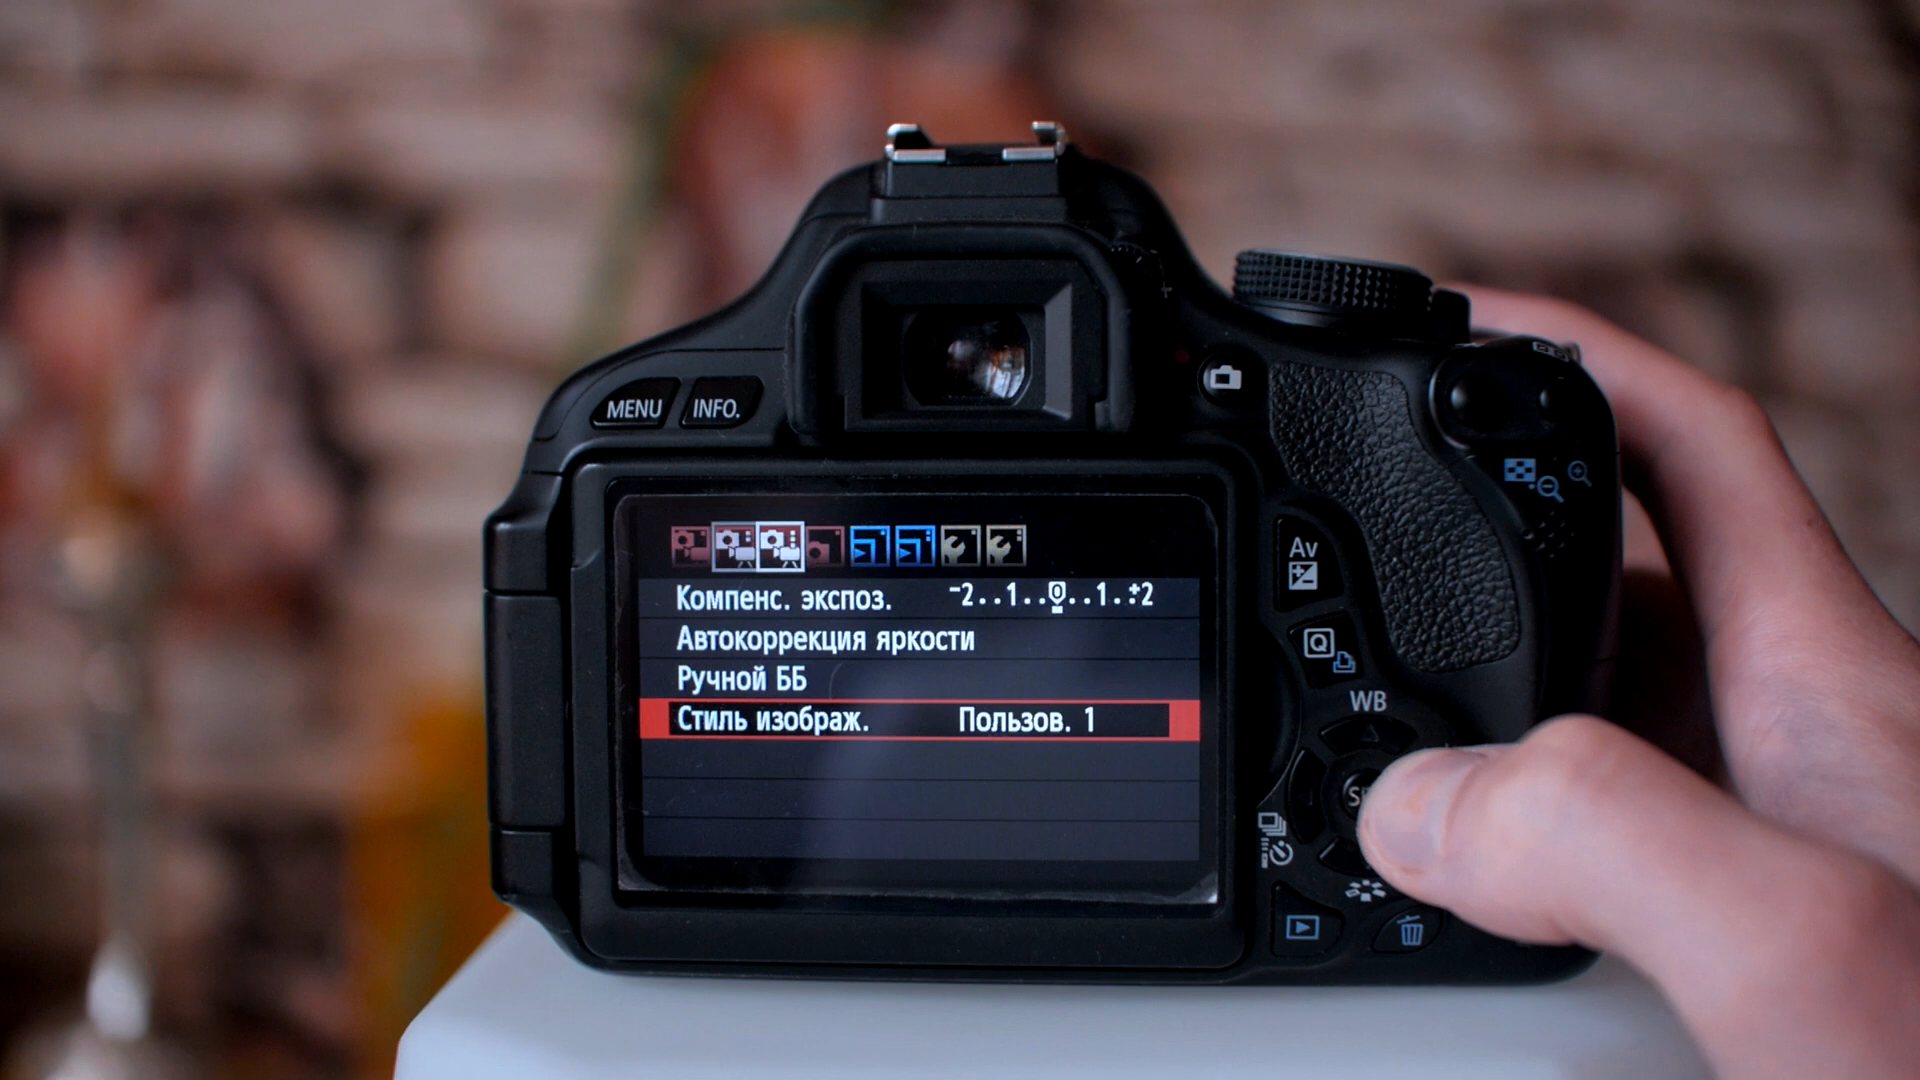 MENU INFO.
Компенс. экспоз. -2..1..0..1.+2
Автокоррекция яркости
Ручной ББ
Стиль изображ. Пользов. 1
Av
Q
WB